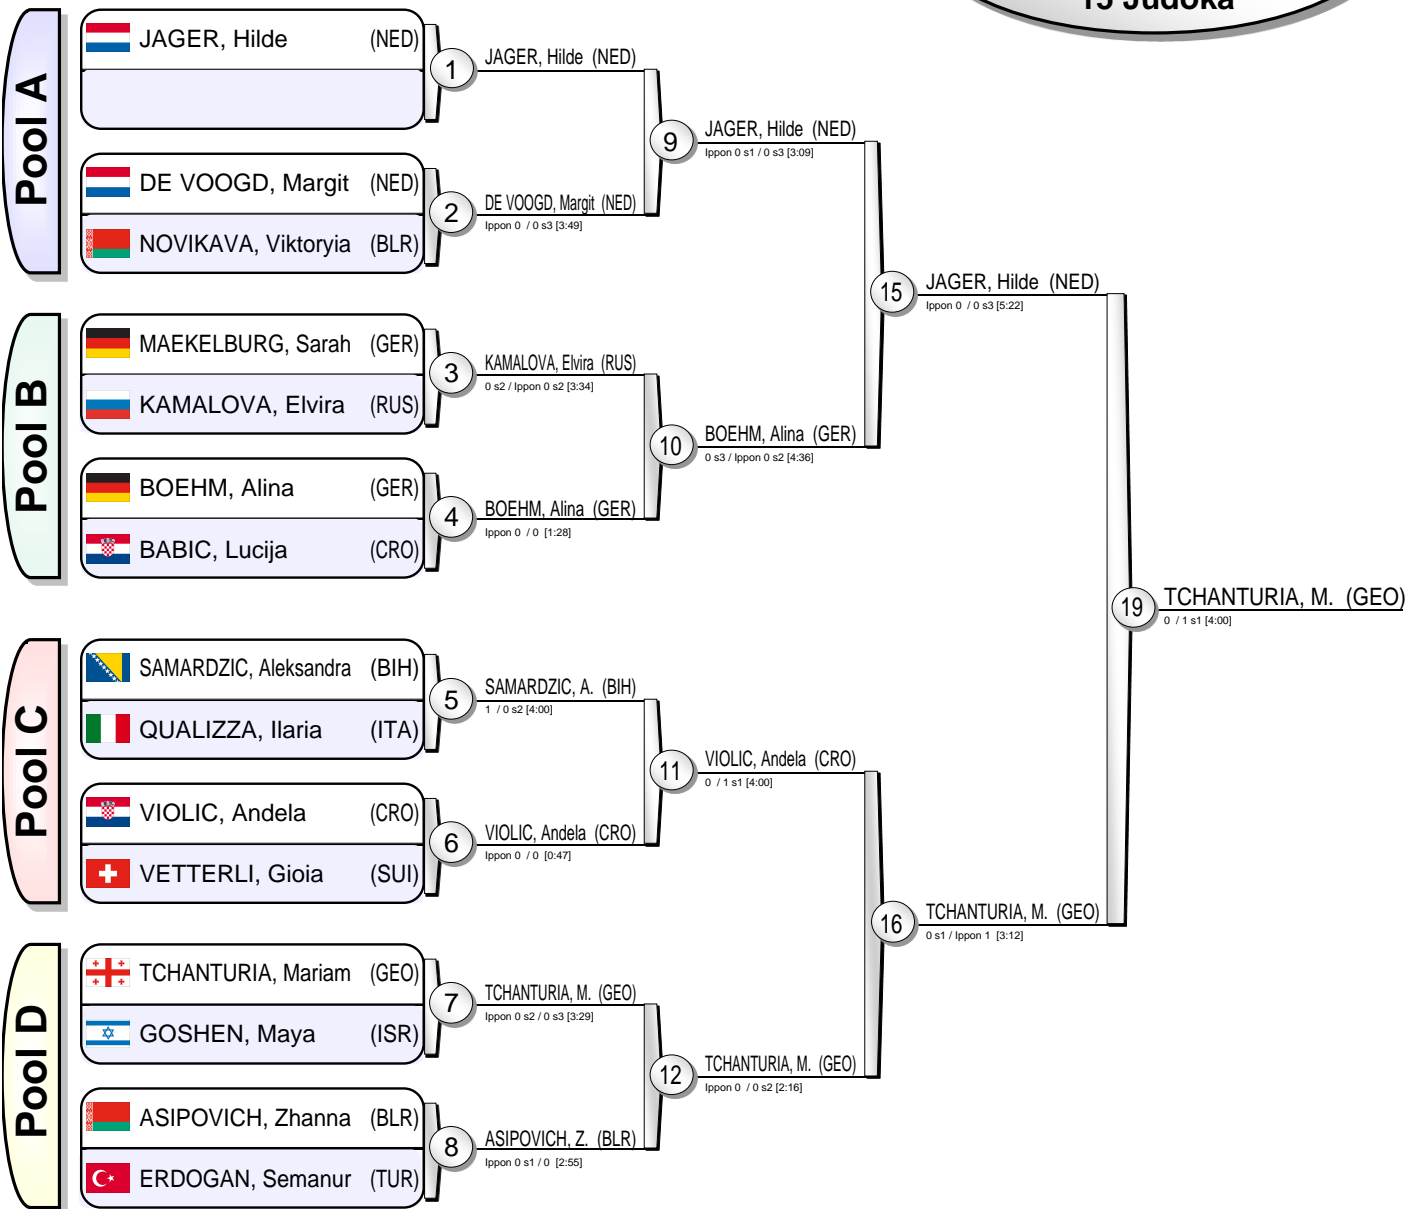 15 Judoka
Pool A
JAGER, Hilde (NED)
1
JAGER, Hilde (NED)
DE VOOGD, Margit (NED)
NOVIKAVA, Viktoryia (BLR)
2
DE VOOGD, Margit (NED)
Ippon 0 / 0 s3 [3:49]
9
JAGER, Hilde (NED)
Ippon 0 s1 / 0 s3 [3:09]
Pool B
MAEKELBURG, Sarah (GER)
KAMALOVA, Elvira (RUS)
3
KAMALOVA, Elvira (RUS)
0 s2 / Ippon 0 s2 [3:34]
BOEHM, Alina (GER)
BABIC, Lucija (CRO)
4
BOEHM, Alina (GER)
Ippon 0 / 0 [1:28]
10
BOEHM, Alina (GER)
0 s3 / Ippon 0 s2 [4:36]
15
JAGER, Hilde (NED)
Ippon 0 / 0 s3 [5:22]
Pool C
SAMARDZIC, Aleksandra (BIH)
QUALIZZA, Ilaria (ITA)
5
SAMARDZIC, A. (BIH)
1 / 0 s2 [4:00]
VIOLIC, Andela (CRO)
VETTERLI, Gioia (SUI)
6
VIOLIC, Andela (CRO)
Ippon 0 / 0 [0:47]
11
VIOLIC, Andela (CRO)
0 / 1 s1 [4:00]
Pool D
TCHANTURIA, Mariam (GEO)
GOSHEN, Maya (ISR)
7
TCHANTURIA, M. (GEO)
Ippon 0 s2 / 0 s3 [3:29]
ASIPOVICH, Zhanna (BLR)
ERDOGAN, Semanur (TUR)
8
ASIPOVICH, Z. (BLR)
Ippon 0 s1 / 0 [2:55]
12
TCHANTURIA, M. (GEO)
Ippon 0 / 0 s2 [2:16]
16
TCHANTURIA, M. (GEO)
0 s1 / Ippon 1 [3:12]
19
TCHANTURIA, M. (GEO)
0 / 1 s1 [4:00]